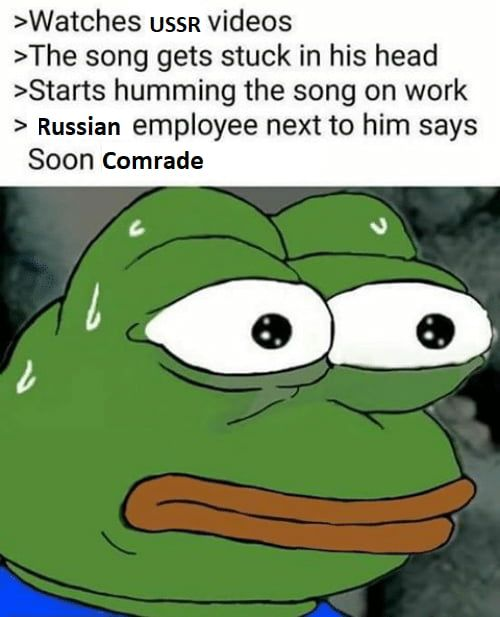 >Watches USSR videos
>The song gets stuck in his head
>Starts humming the song on work
> Russian employee next to him says
Soon Comrade